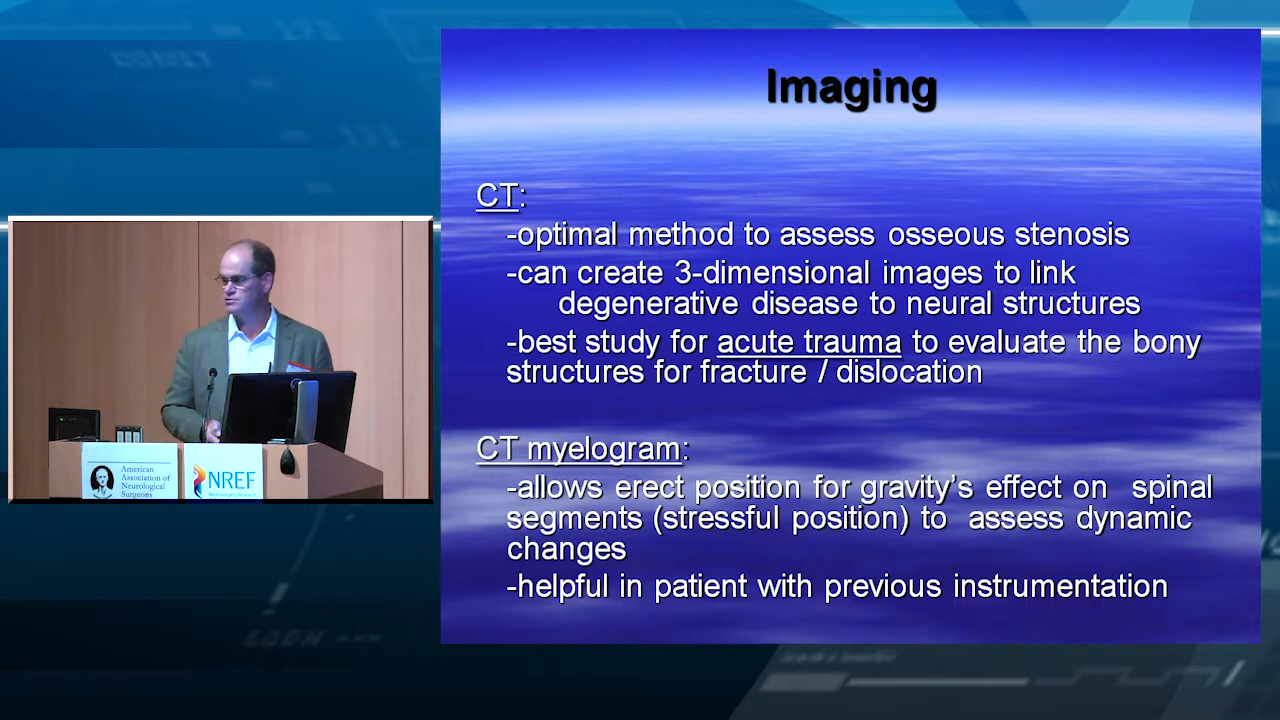 Imaging
CT:
-optimal method to assess osseous stenosis
-can create 3-dimensional images to link
degenerative disease to neural structures
-best study for acute trauma to evaluate the bony
structures for fracture / dislocation
CT myelogram:
-allows erect position for gravity's effect on spinal
segments (stressful position) to assess dynamic
changes
-helpful in patient with previous instrumentation
American
Association of
Neurological
Surgeons
NREF